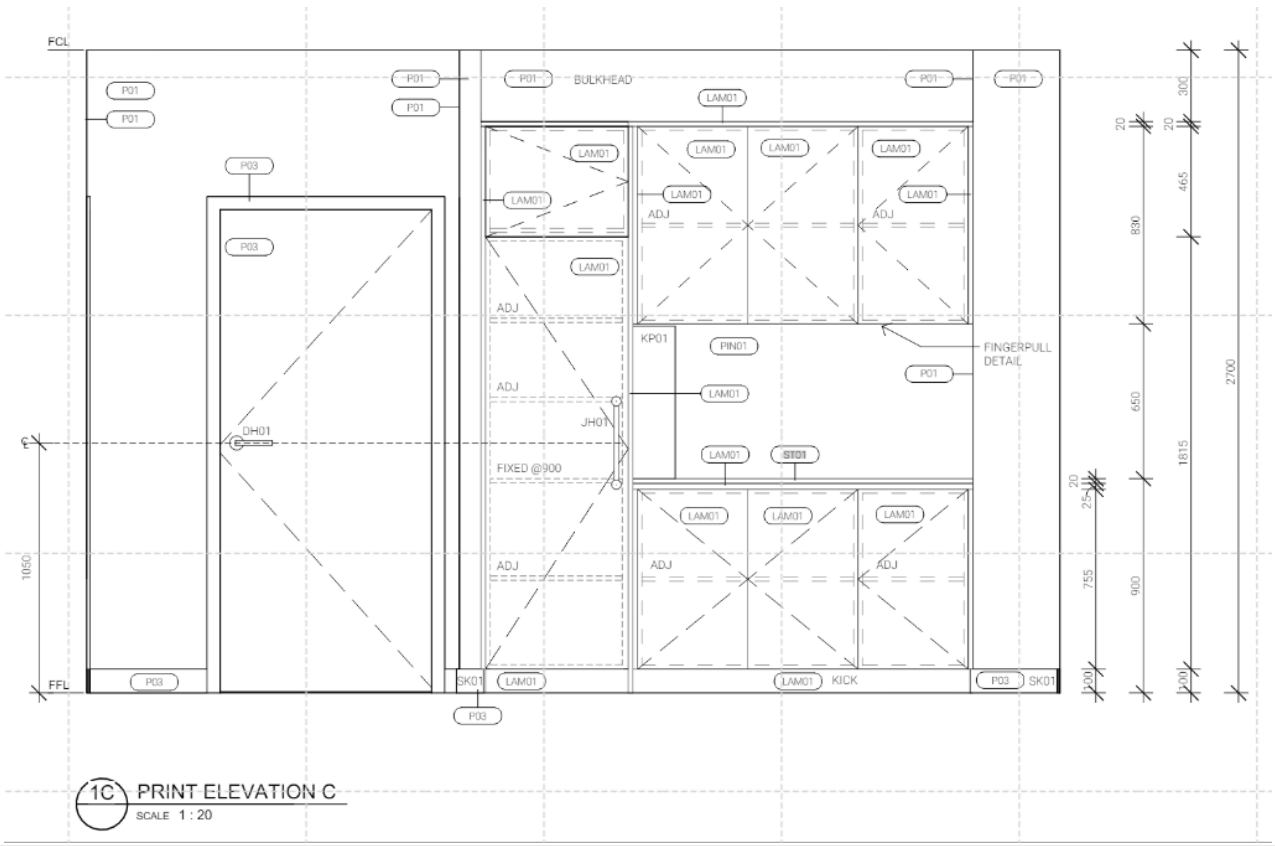 FCL
P01
P01 BULKHEAD
P01
P01
P01
P01
P01
P01
LAM01
300
20
20
LAM01
LAM01
LAM01
LAM01
P03
LAM01
LAM01
LAM01
465
ADJ
ADJ
830
P03
LAM01
ADJ
KP01
PIN01
FINGERPULL
DETAIL
P01
2700
ADJ
LAM01
650
DH01
JH01
℄
1815
FIXED @900
LAM01
ST01
20
25
LAM01
LAM01
LAM01
ADJ
ADJ
ADJ
1050
755
900
FFL
P03
SK01
LAM01
LAM01 KICK
P03 SK01
100
100
P03
1C PRINT ELEVATION C
SCALE 1 : 20